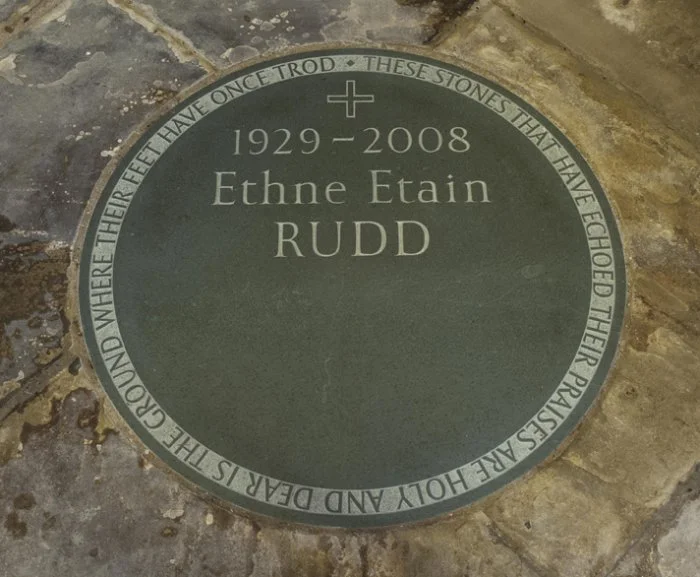 THESE STONES THAT HAVE ECHOED THEIR PRAISES ARE HOLY AND DEAR IS THE GROUND WHERE THEIR FEET HAVE ONCE TROD
1929–2008
Ethne Etain
RUDD